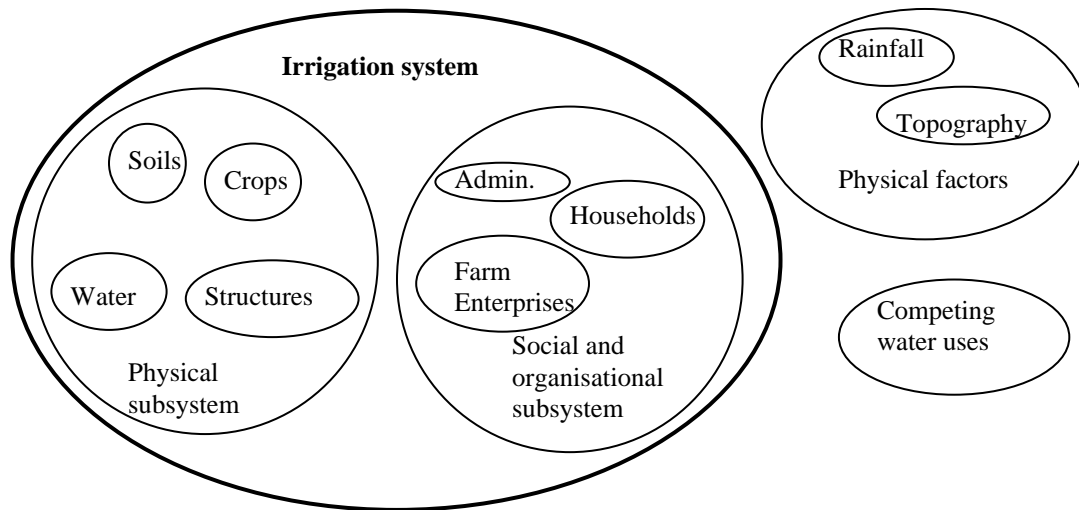 Irrigation system
Soils
Crops
Water
Structures
Physical
subsystem
Admin.
Households
Farm
Enterprises
Social and
organisational
subsystem
Rainfall
Topography
Physical factors
Competing
water uses